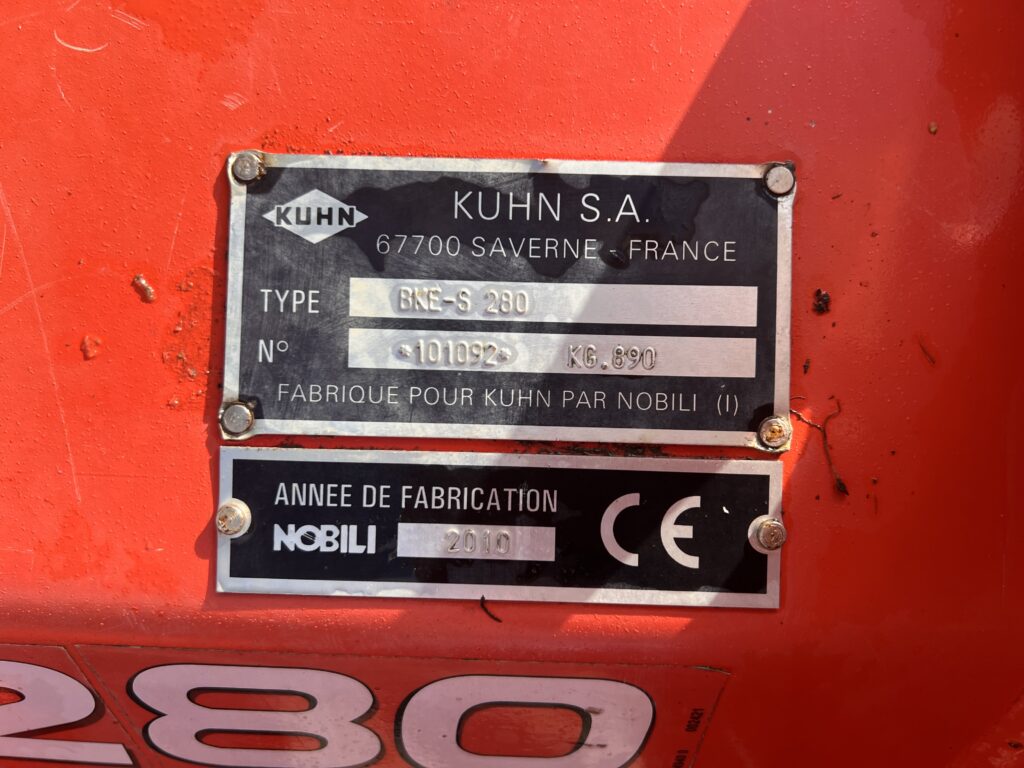 KUHN
KUHN S.A.
67700 SAVERNE - FRANCE
TYPE BKE-S 280
N° *101092* KG.890
FABRIQUE POUR KUHN PAR NOBILI (I)
ANNEE DE FABRICATION
NOBILI 2010
CE
280